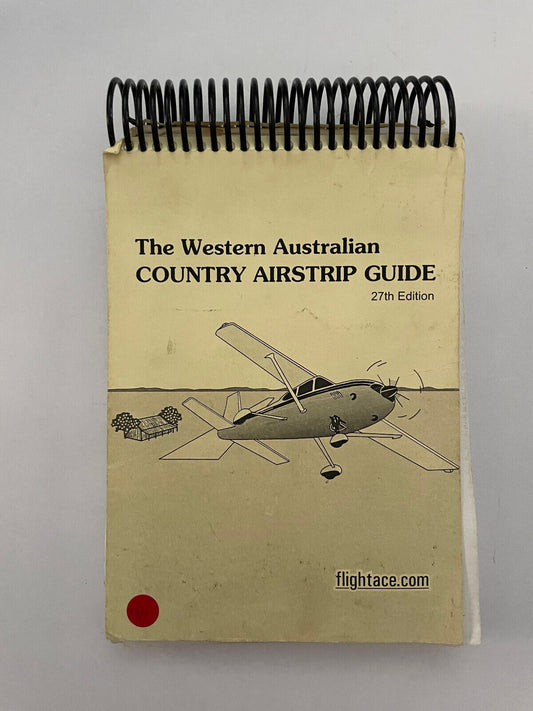 The Western Australian
COUNTRY AIRSTRIP GUIDE
27th Edition
flightace.com